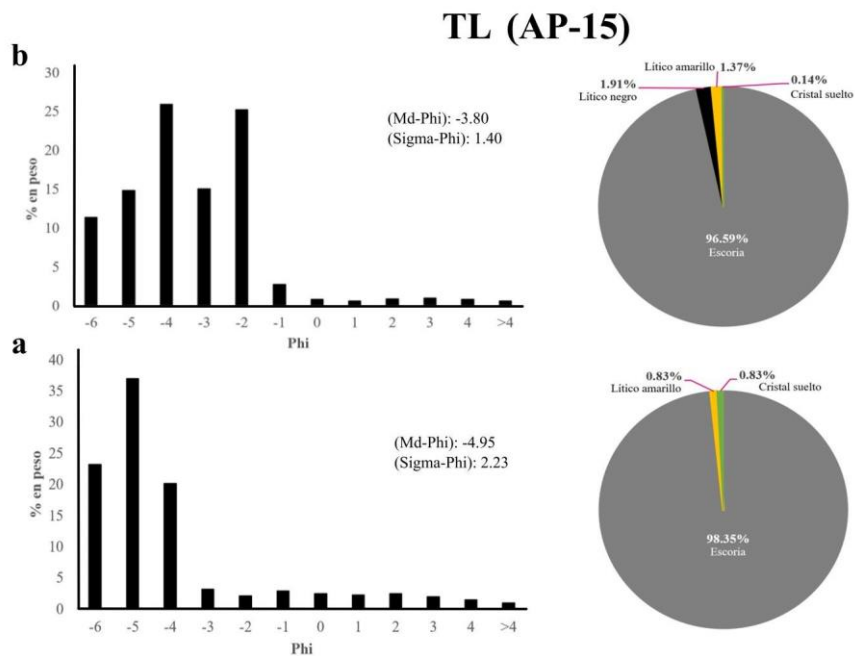 TL (AP-15)
b
30
25
20
15
10
5
0
% en peso
-6 -5 -4 -3 -2 -1 0 1 2 3 4 >4
Phi
(Md-Phi): -3.80
(Sigma-Phi): 1.40
Lítico amarillo 1.37%
1.91%
Lítico negro
0.14%
Cristal suelto
96.59%
Escoria
a
40
35
30
25
20
15
10
5
0
% en peso
-6 -5 -4 -3 -2 -1 0 1 2 3 4 >4
Phi
(Md-Phi): -4.95
(Sigma-Phi): 2.23
0.83%
Lítico amarillo
0.83%
Cristal suelto
98.35%
Escoria